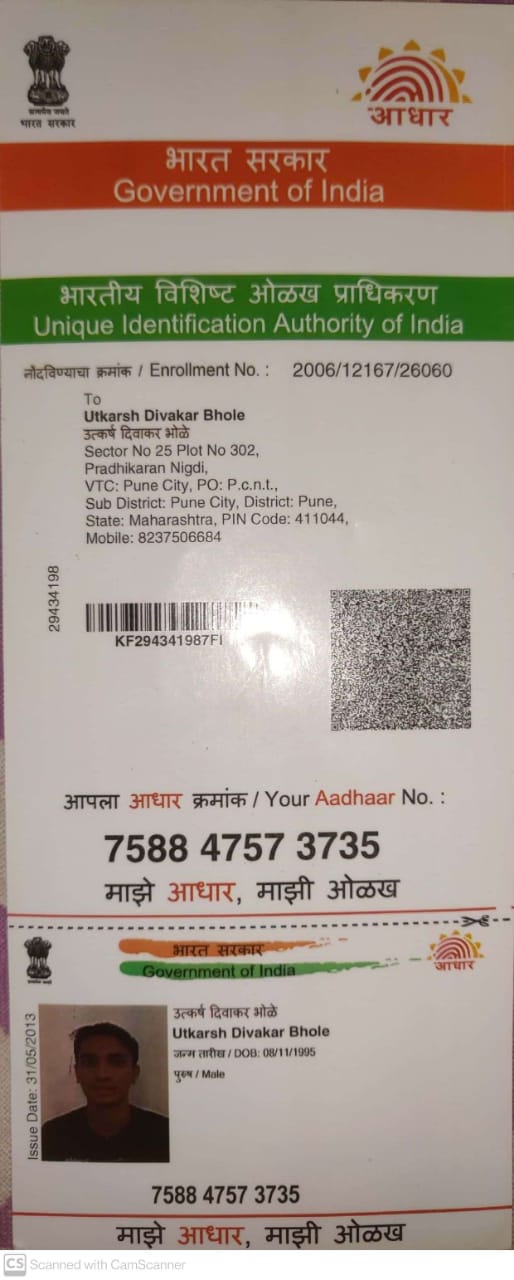 सत्यमेव जयते
भारत सरकार
आधार
भारत सरकार
Government of India
भारतीय विशिष्ट ओळख प्राधिकरण
Unique Identification Authority of India
नोंदविण्याचा क्रमांक / Enrollment No. : 2006/12167/26060
To
Utkarsh Divakar Bhole
उत्कर्ष दिवाकर भोळे
Sector No 25 Plot No 302,
Pradhikaran Nigdi,
VTC: Pune City, PO: P.c.n.t.,
Sub District: Pune City, District: Pune,
State: Maharashtra, PIN Code: 411044,
Mobile: 8237506684
29434198
KF294341987FI
आपला आधार क्रमांक / Your Aadhaar No. :
7588 4757 3735
माझे आधार, माझी ओळख
भारत सरकार
Government of India
आधार
Issue Date: 31/05/2013
उत्कर्ष दिवाकर भोळे
Utkarsh Divakar Bhole
जन्म तारीख / DOB: 08/11/1995
पुरुष / Male
7588 4757 3735
माझे आधार, माझी ओळख
CS Scanned with CamScanner